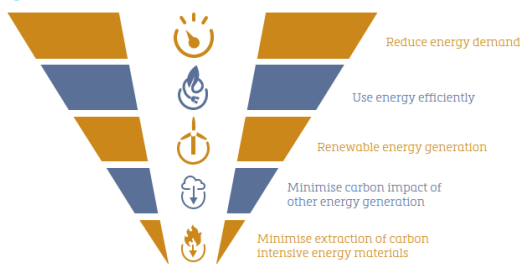 Reduce energy demand
Use energy efficiently
Renewable energy generation
Minimise carbon impact of
other energy generation
Minimise extraction of carbon
intensive energy materials